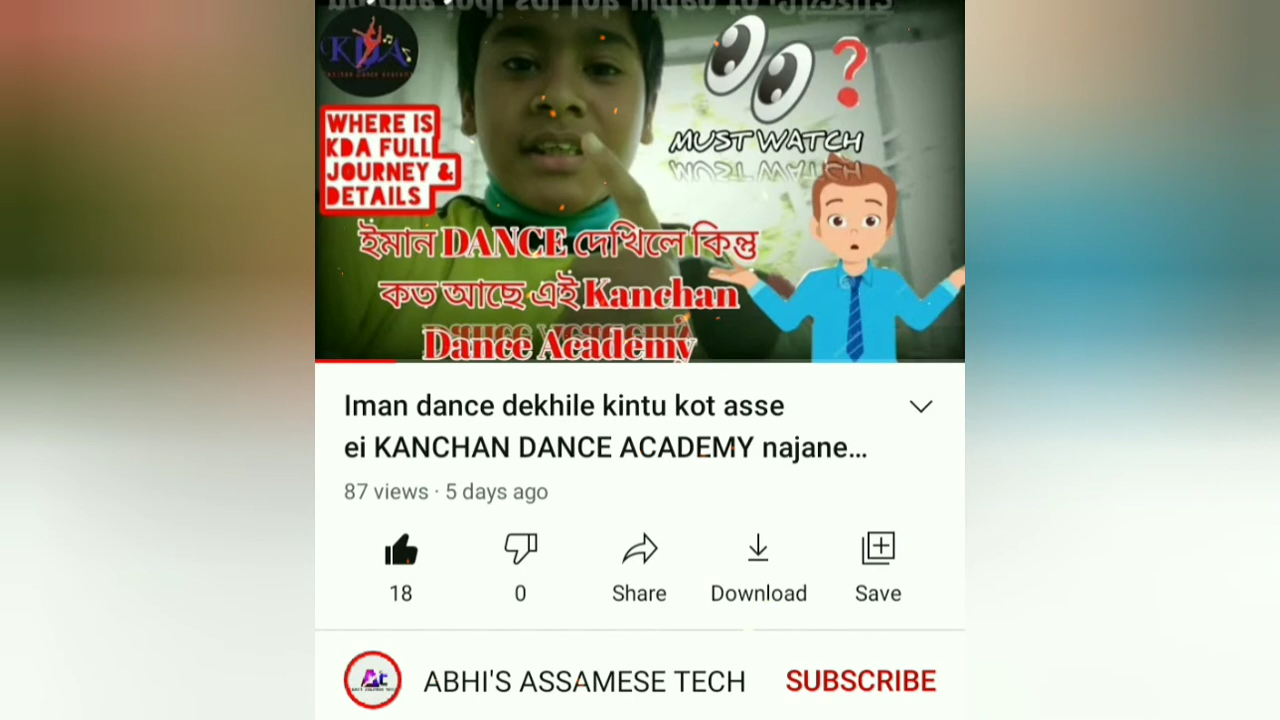 KDA
WHERE IS
KDA FULL
JOURNEY &
DETAILS
MUST WATCH
ইমান DANCE দেখিলে কিন্তু
কত আছে এই Kanchan
Dance Academy
Iman dance dekhile kintu kot asse
ei KANCHAN DANCE ACADEMY najane...
87 views · 5 days ago
18
0
Share
Download
Save
ABHI'S ASSAMESE TECH
SUBSCRIBE